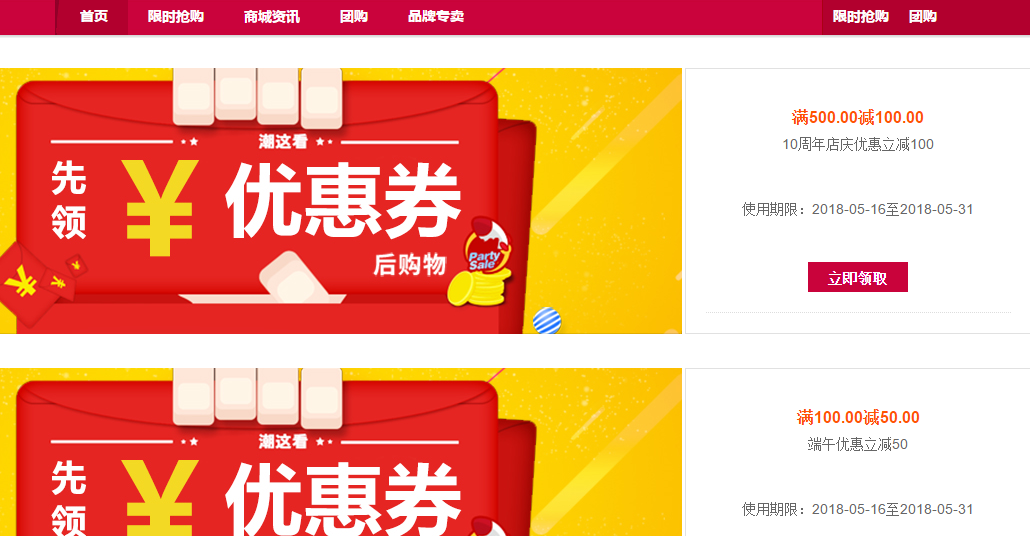 首页 限时抢购 商城资讯 团购 品牌专卖 限时抢购 团购
潮这看
先领
¥
优惠券
后购物
Party Sale
满500.00减100.00
10周年店庆优惠立减100
使用期限：2018-05-16至2018-05-31
立即领取
潮这看
先领
¥
优惠券
满100.00减50.00
端午优惠立减50
使用期限：2018-05-16至2018-05-31